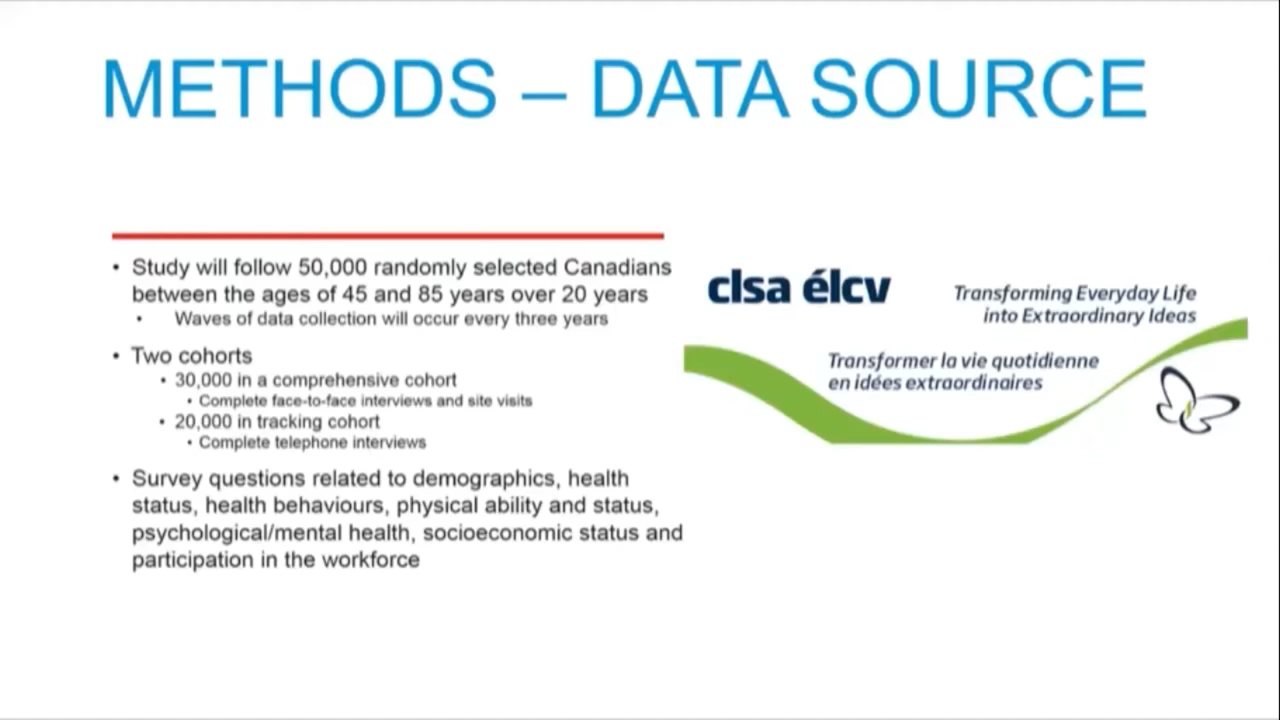 METHODS – DATA SOURCE
• Study will follow 50,000 randomly selected Canadians
between the ages of 45 and 85 years over 20 years
• Waves of data collection will occur every three years
• Two cohorts
• 30,000 in a comprehensive cohort
• Complete face-to-face interviews and site visits
• 20,000 in tracking cohort
• Complete telephone interviews
• Survey questions related to demographics, health
status, health behaviours, physical ability and status,
psychological/mental health, socioeconomic status and
participation in the workforce
clsa élcv
Transforming Everyday Life
into Extraordinary Ideas
Transformer la vie quotidienne
en idées extraordinaires